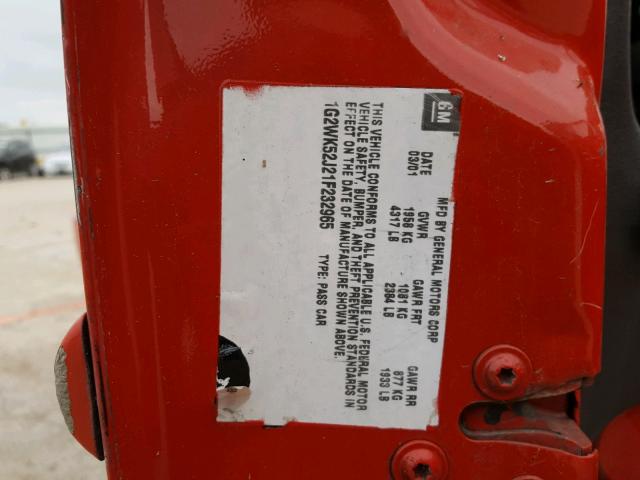 GM
MFD BY GENERAL MOTORS CORP
DATE GVWR GAWR FRT GAWR RR
03/01 1958 KG 1081 KG 877 KG
4317 LB 2384 LB 1933 LB
THIS VEHICLE CONFORMS TO ALL APPLICABLE U.S. FEDERAL MOTOR
VEHICLE SAFETY, BUMPER, AND THEFT PREVENTION STANDARDS IN
EFFECT ON THE DATE OF MANUFACTURE SHOWN ABOVE.
1G2WK52J21F232965 TYPE: PASS CAR